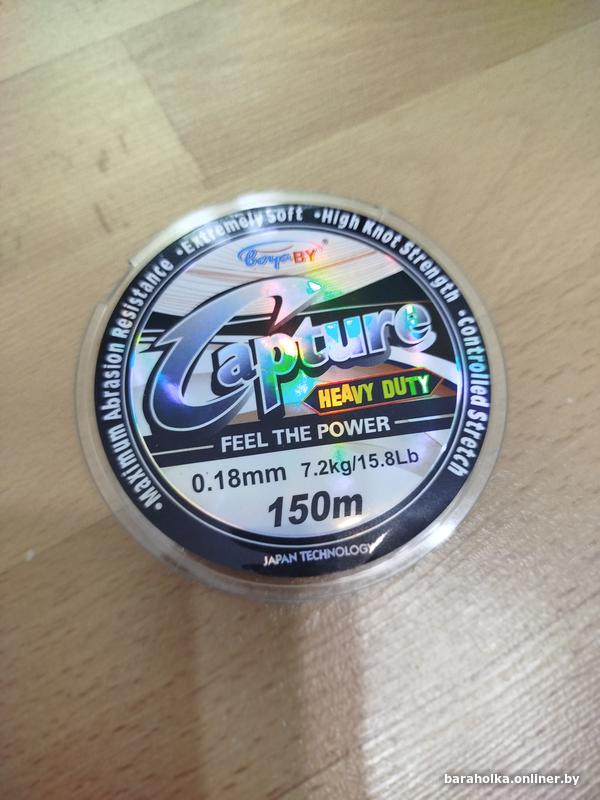 •Maximum Abrasion Resistance •Extremely Soft •High Knot Strength •Controlled Stretch
BoyaBY®
Capture
HEAVY DUTY
FEEL THE POWER
0.18mm 7.2kg/15.8Lb
150m
JAPAN TECHNOLOGY
baraholka.onliner.by